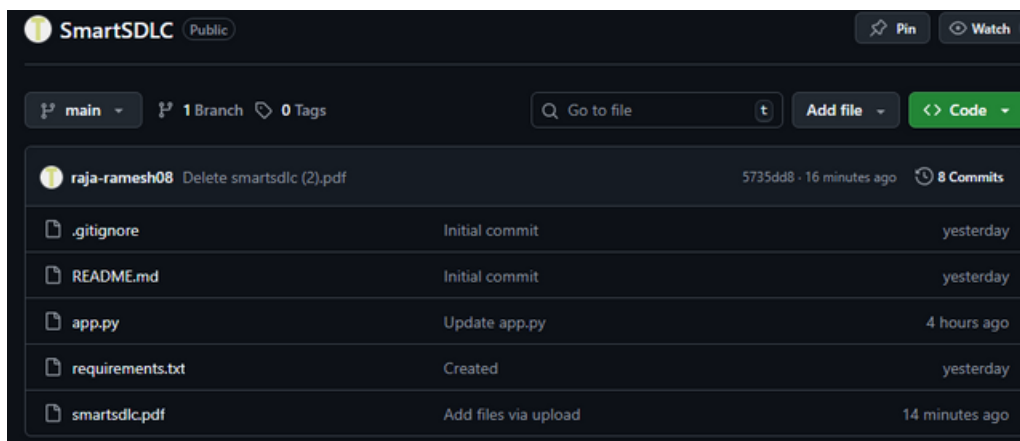 SmartSDLC Public Pin Watch
main 1 Branch 0 Tags Go to file t Add file Code
raja-ramesh08 Delete smartsdlc (2).pdf 5735dd8 · 16 minutes ago 8 Commits
.gitignore Initial commit yesterday
README.md Initial commit yesterday
app.py Update app.py 4 hours ago
requirements.txt Created yesterday
smartsdlc.pdf Add files via upload 14 minutes ago